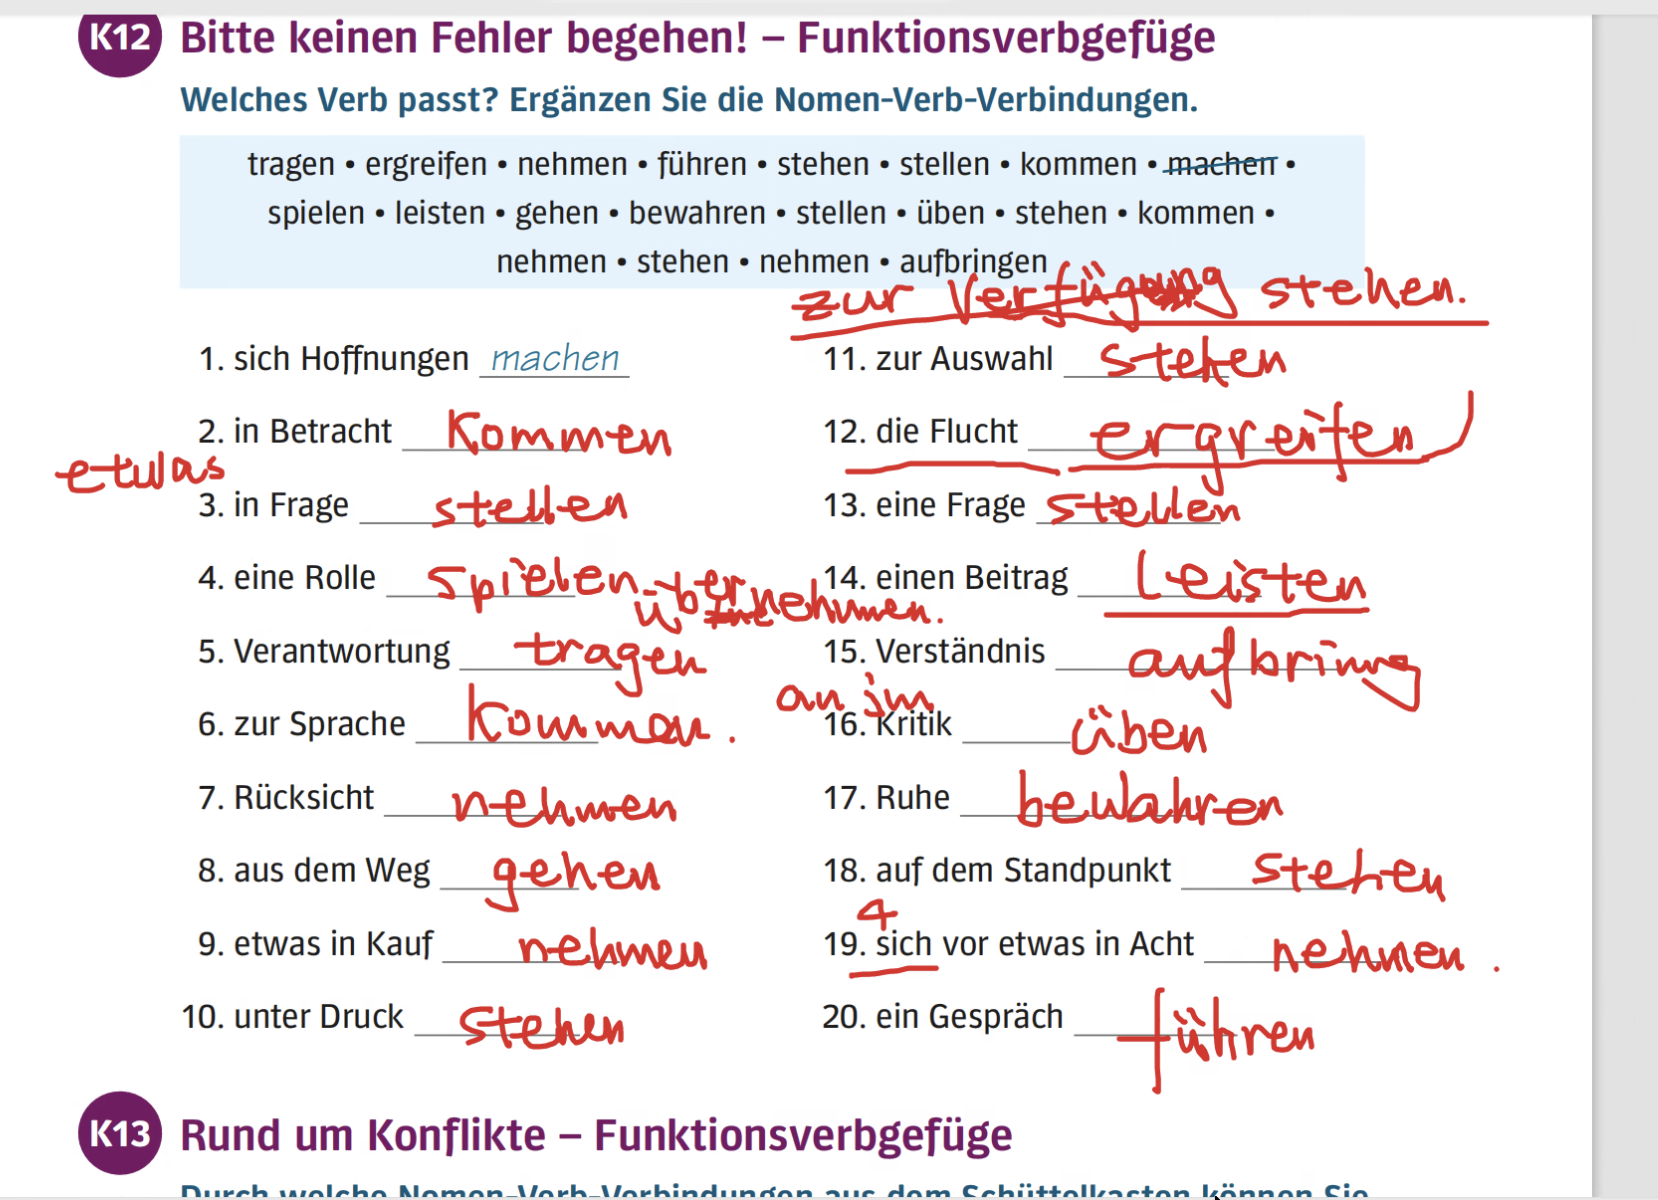 K12 Bitte keinen Fehler begehen! – Funktionsverbgefüge
Welches Verb passt? Ergänzen Sie die Nomen-Verb-Verbindungen.
tragen • ergreifen • nehmen • führen • stehen • stellen • kommen • machen •
spielen • leisten • gehen • bewahren • stellen • üben • stehen • kommen •
nehmen • stehen • nehmen • aufbringen
zur Verfügung stehen.
1. sich Hoffnungen machen
2. in Betracht kommen
etwas
3. in Frage stellen
4. eine Rolle spielen
übernehmen.
5. Verantwortung tragen
6. zur Sprache kommen.
7. Rücksicht nehmen
8. aus dem Weg gehen
9. etwas in Kauf nehmen
10. unter Druck stehen
11. zur Auswahl stehen
12. die Flucht ergreifen
13. eine Frage stellen
14. einen Beitrag leisten
15. Verständnis aufbring
an jm
16. Kritik üben
17. Ruhe bewahren
18. auf dem Standpunkt stehen
4
19. sich vor etwas in Acht nehmen.
20. ein Gespräch führen
K13 Rund um Konflikte – Funktionsverbgefüge
Durch welche Nomen-Verb-Verbindungen aus dem Schüttelkasten können Sie